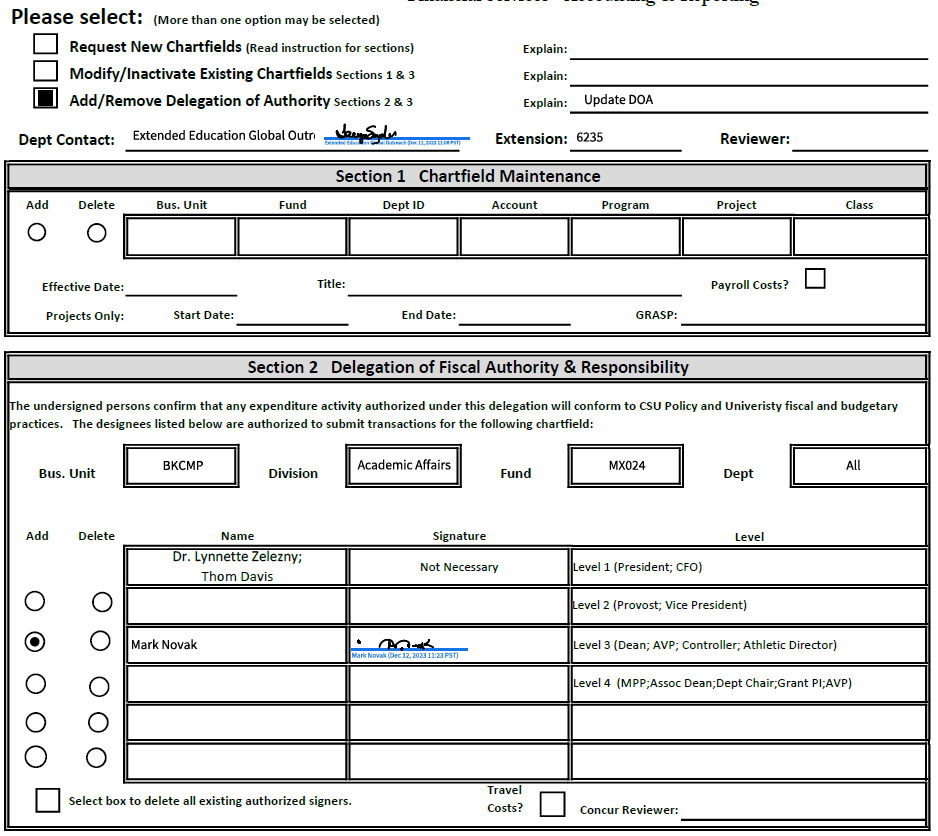 Financial Services - Accounting & Reporting
Please select: (More than one option may be selected)
Request New Chartfields (Read instruction for sections) Explain:
Modify/Inactivate Existing Chartfields Sections 1 & 3 Explain:
Add/Remove Delegation of Authority Sections 2 & 3 Explain: Update DOA
Dept Contact: Extended Education Global Outr Extension: 6235 Reviewer:
Extended Education Global Outreach (Dec 12, 2023 11:08 PST)
Section 1 Chartfield Maintenance
Add Delete Bus. Unit Fund Dept ID Account Program Project Class
Effective Date: Title: Payroll Costs?
Projects Only: Start Date: End Date: GRASP:
Section 2 Delegation of Fiscal Authority & Responsibility
The undersigned persons confirm that any expenditure activity authorized under this delegation will conform to CSU Policy and Univeristy fiscal and budgetary
practices. The designees listed below are authorized to submit transactions for the following chartfield:
Bus. Unit BKCMP Division Academic Affairs Fund MX024 Dept All
Add Delete Name Signature Level
Dr. Lynnette Zelezny;
Thom Davis Not Necessary Level 1 (President; CFO)
Level 2 (Provost; Vice President)
Mark Novak Level 3 (Dean; AVP; Controller; Athletic Director)
Mark Novak (Dec 12, 2023 11:23 PST)
Level 4 (MPP;Assoc Dean;Dept Chair;Grant PI;AVP)
Select box to delete all existing authorized signers. Travel
Costs? Concur Reviewer: